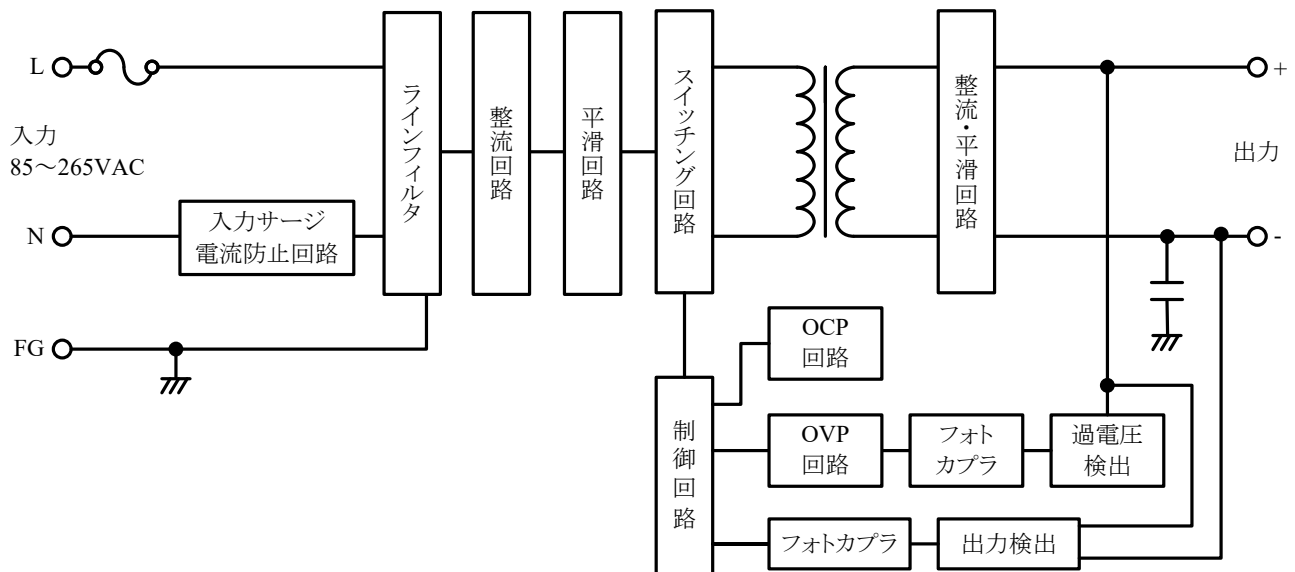 L
入力
85～265VAC
N
入力サージ
電流防止回路
FG
ラインフィルタ
整流回路
平滑回路
スイッチング回路
整流・平滑回路
+
出力
-
制御回路
OCP
回路
OVP
回路
フォト
カプラ
過電圧
検出
フォトカプラ
出力検出